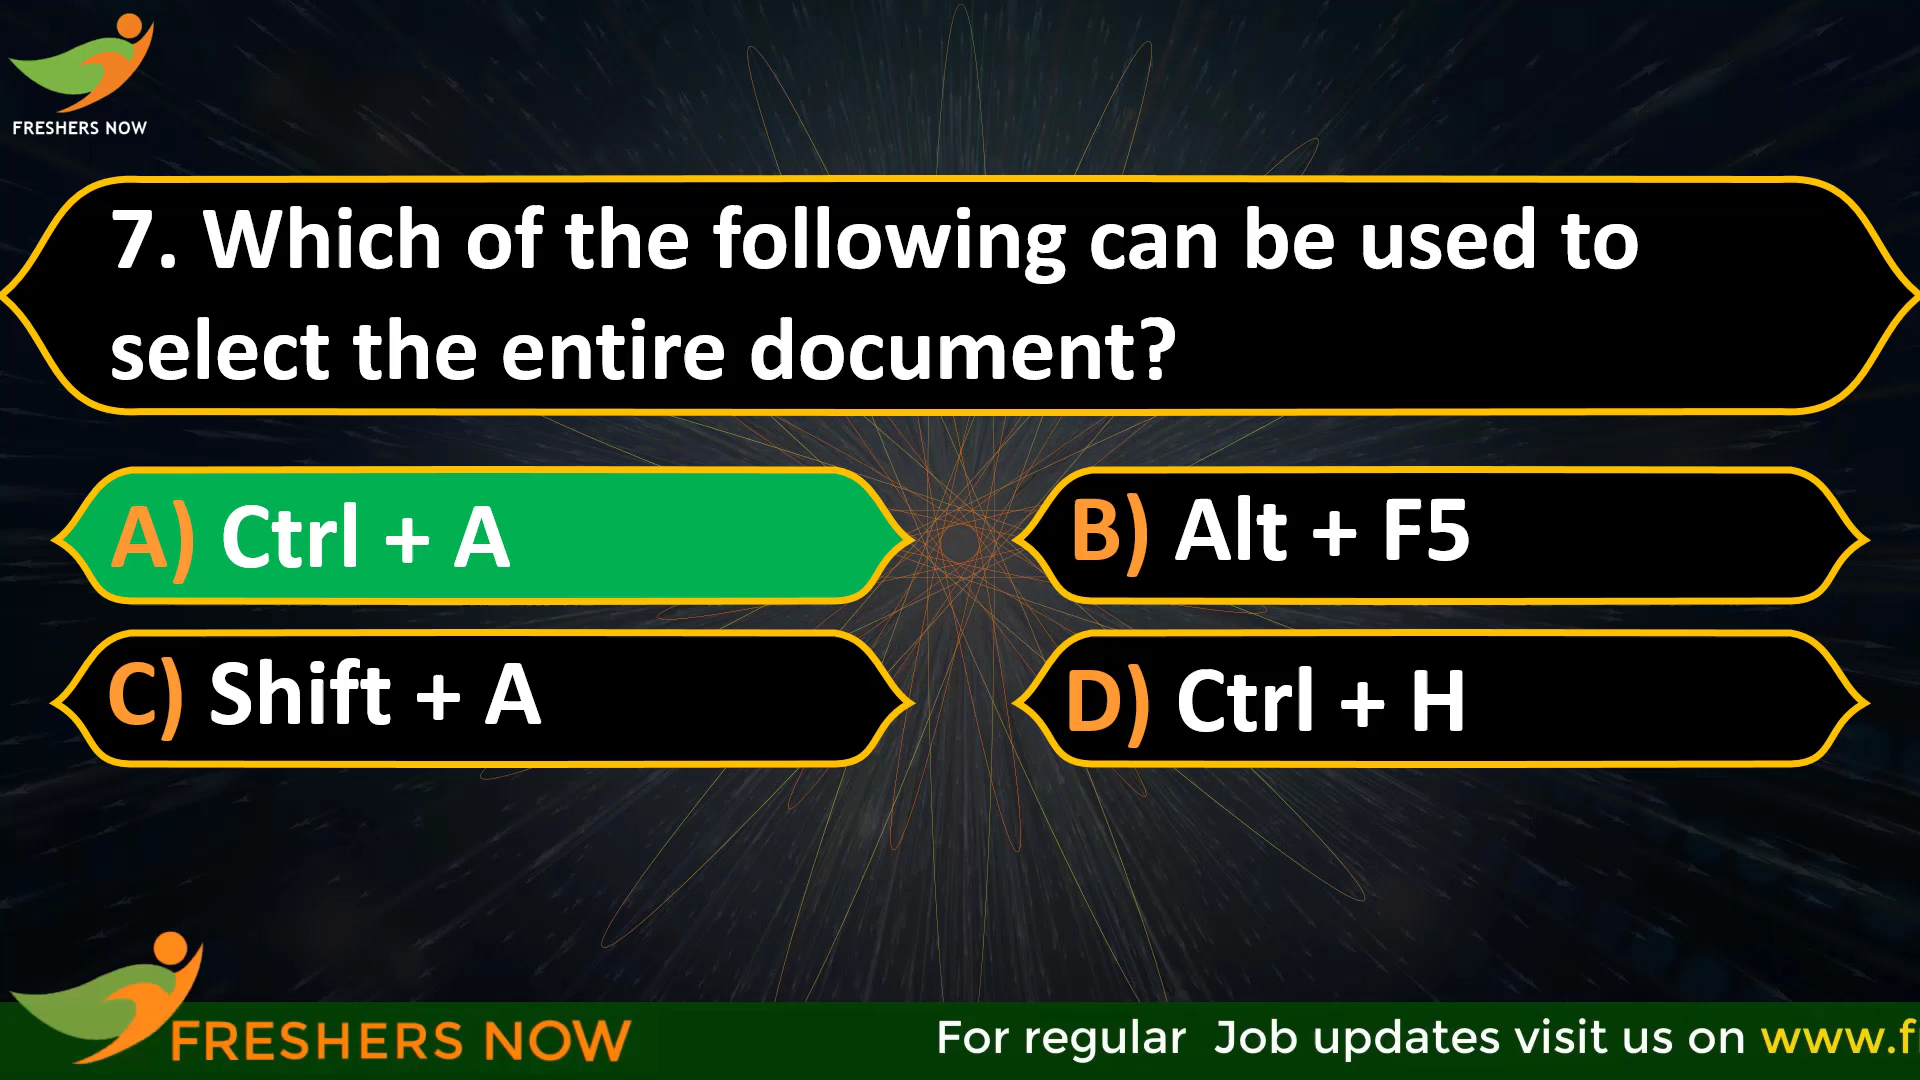 FRESHERS NOW
7. Which of the following can be used to
select the entire document?
A) Ctrl + A
B) Alt + F5
C) Shift + A
D) Ctrl + H
FRESHERS NOW
For regular Job updates visit us on www.f